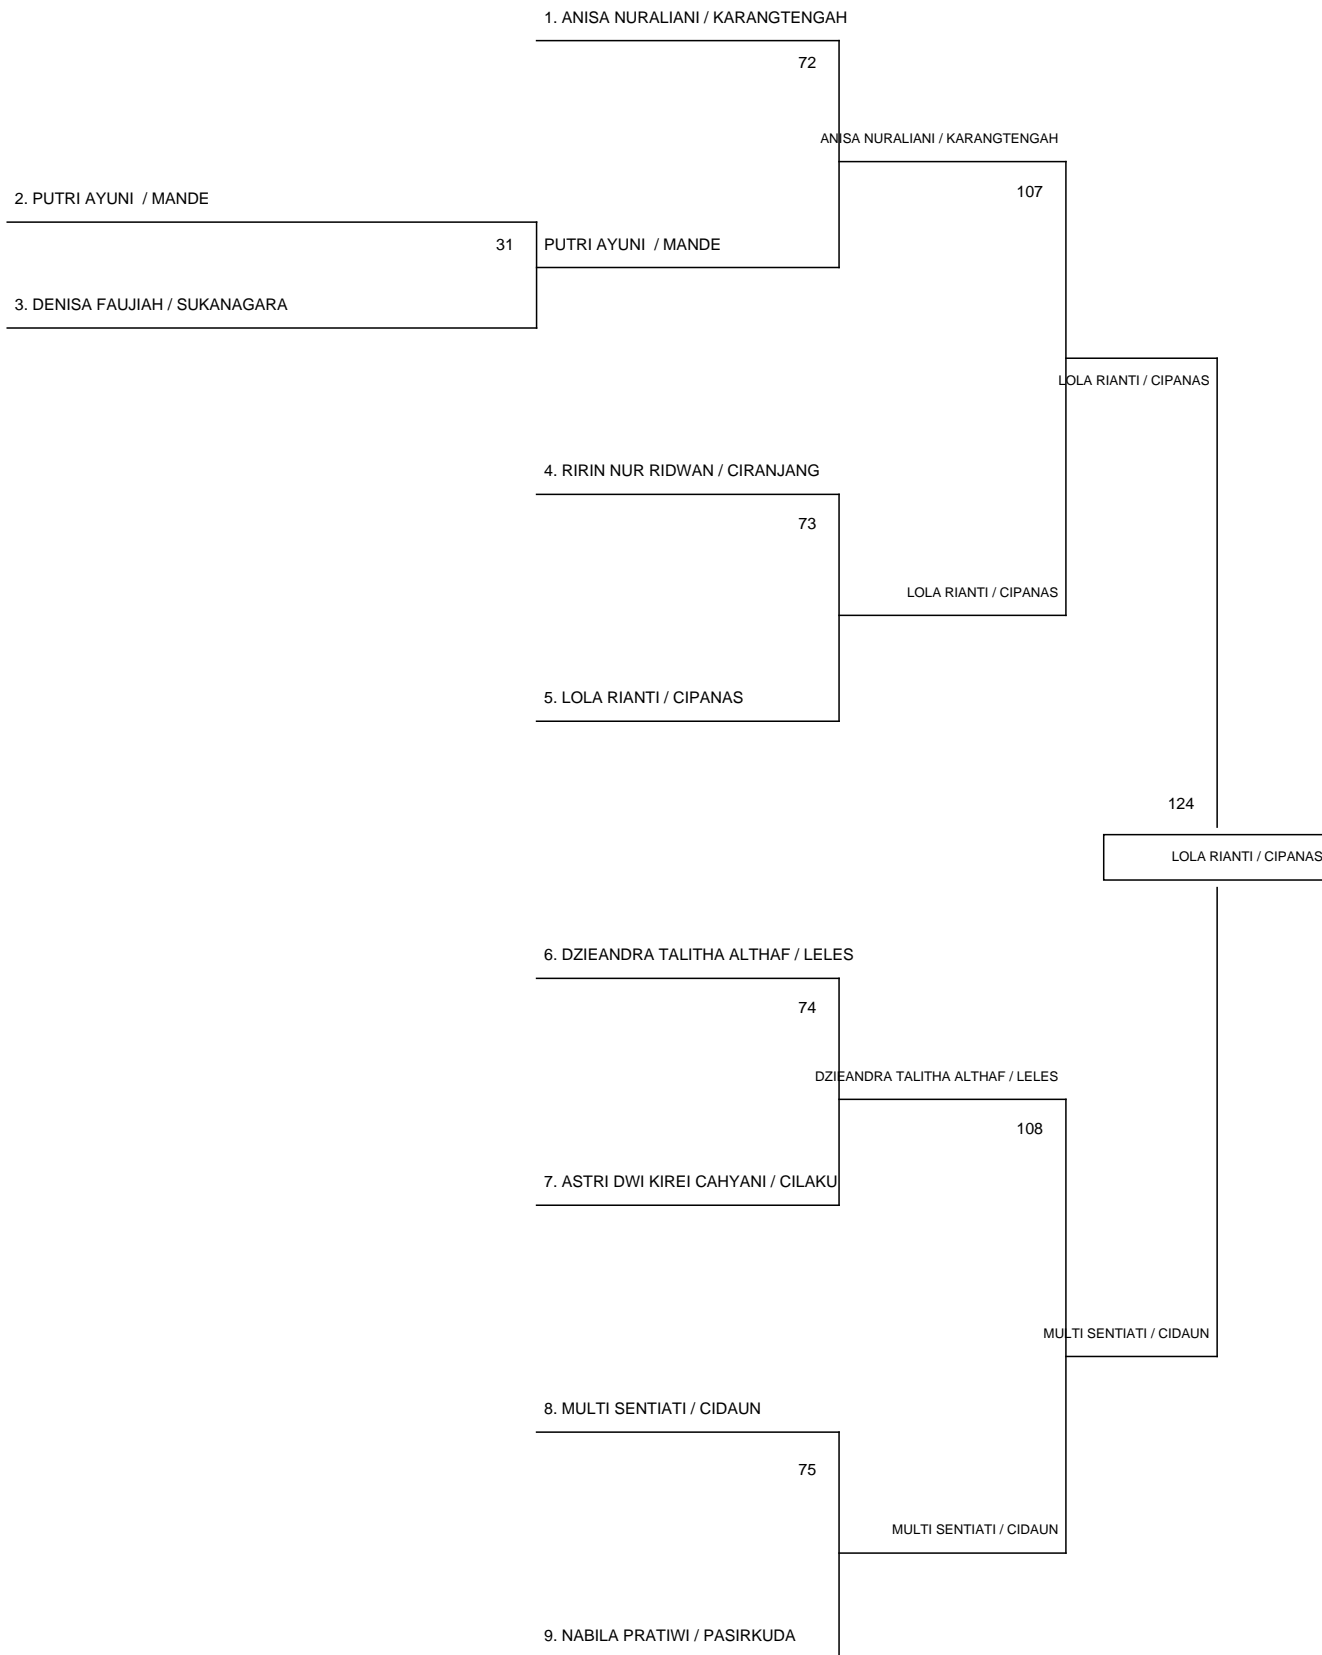 1. ANISA NURALIANI / KARANGTENGAH
72
ANISA NURALIANI / KARANGTENGAH
107
2. PUTRI AYUNI  / MANDE
31
PUTRI AYUNI  / MANDE
3. DENISA FAUJIAH / SUKANAGARA
LOLA RIANTI / CIPANAS
4. RIRIN NUR RIDWAN / CIRANJANG
73
LOLA RIANTI / CIPANAS
5. LOLA RIANTI / CIPANAS
124
LOLA RIANTI / CIPANAS
6. DZIEANDRA TALITHA ALTHAF / LELES
74
DZIEANDRA TALITHA ALTHAF / LELES
108
7. ASTRI DWI KIREI CAHYANI / CILAKU
MULTI SENTIATI / CIDAUN
8. MULTI SENTIATI / CIDAUN
75
MULTI SENTIATI / CIDAUN
9. NABILA PRATIWI / PASIRKUDA